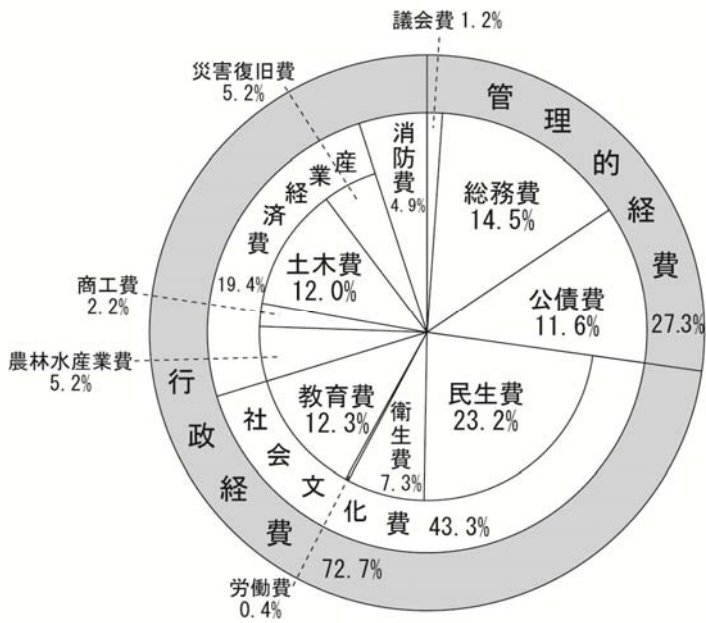 議会費 1.2%
管理的経費
27.3%
総務費
14.5%
公債費
11.6%
民生費
23.2%
衛生費
7.3%
労働費
0.4%
教育費
12.3%
社会文化費 43.3%
行政経費
72.7%
農林水産業費
5.2%
商工費
2.2%
土木費
12.0%
産業経済費
19.4%
災害復旧費
5.2%
消防費
4.9%